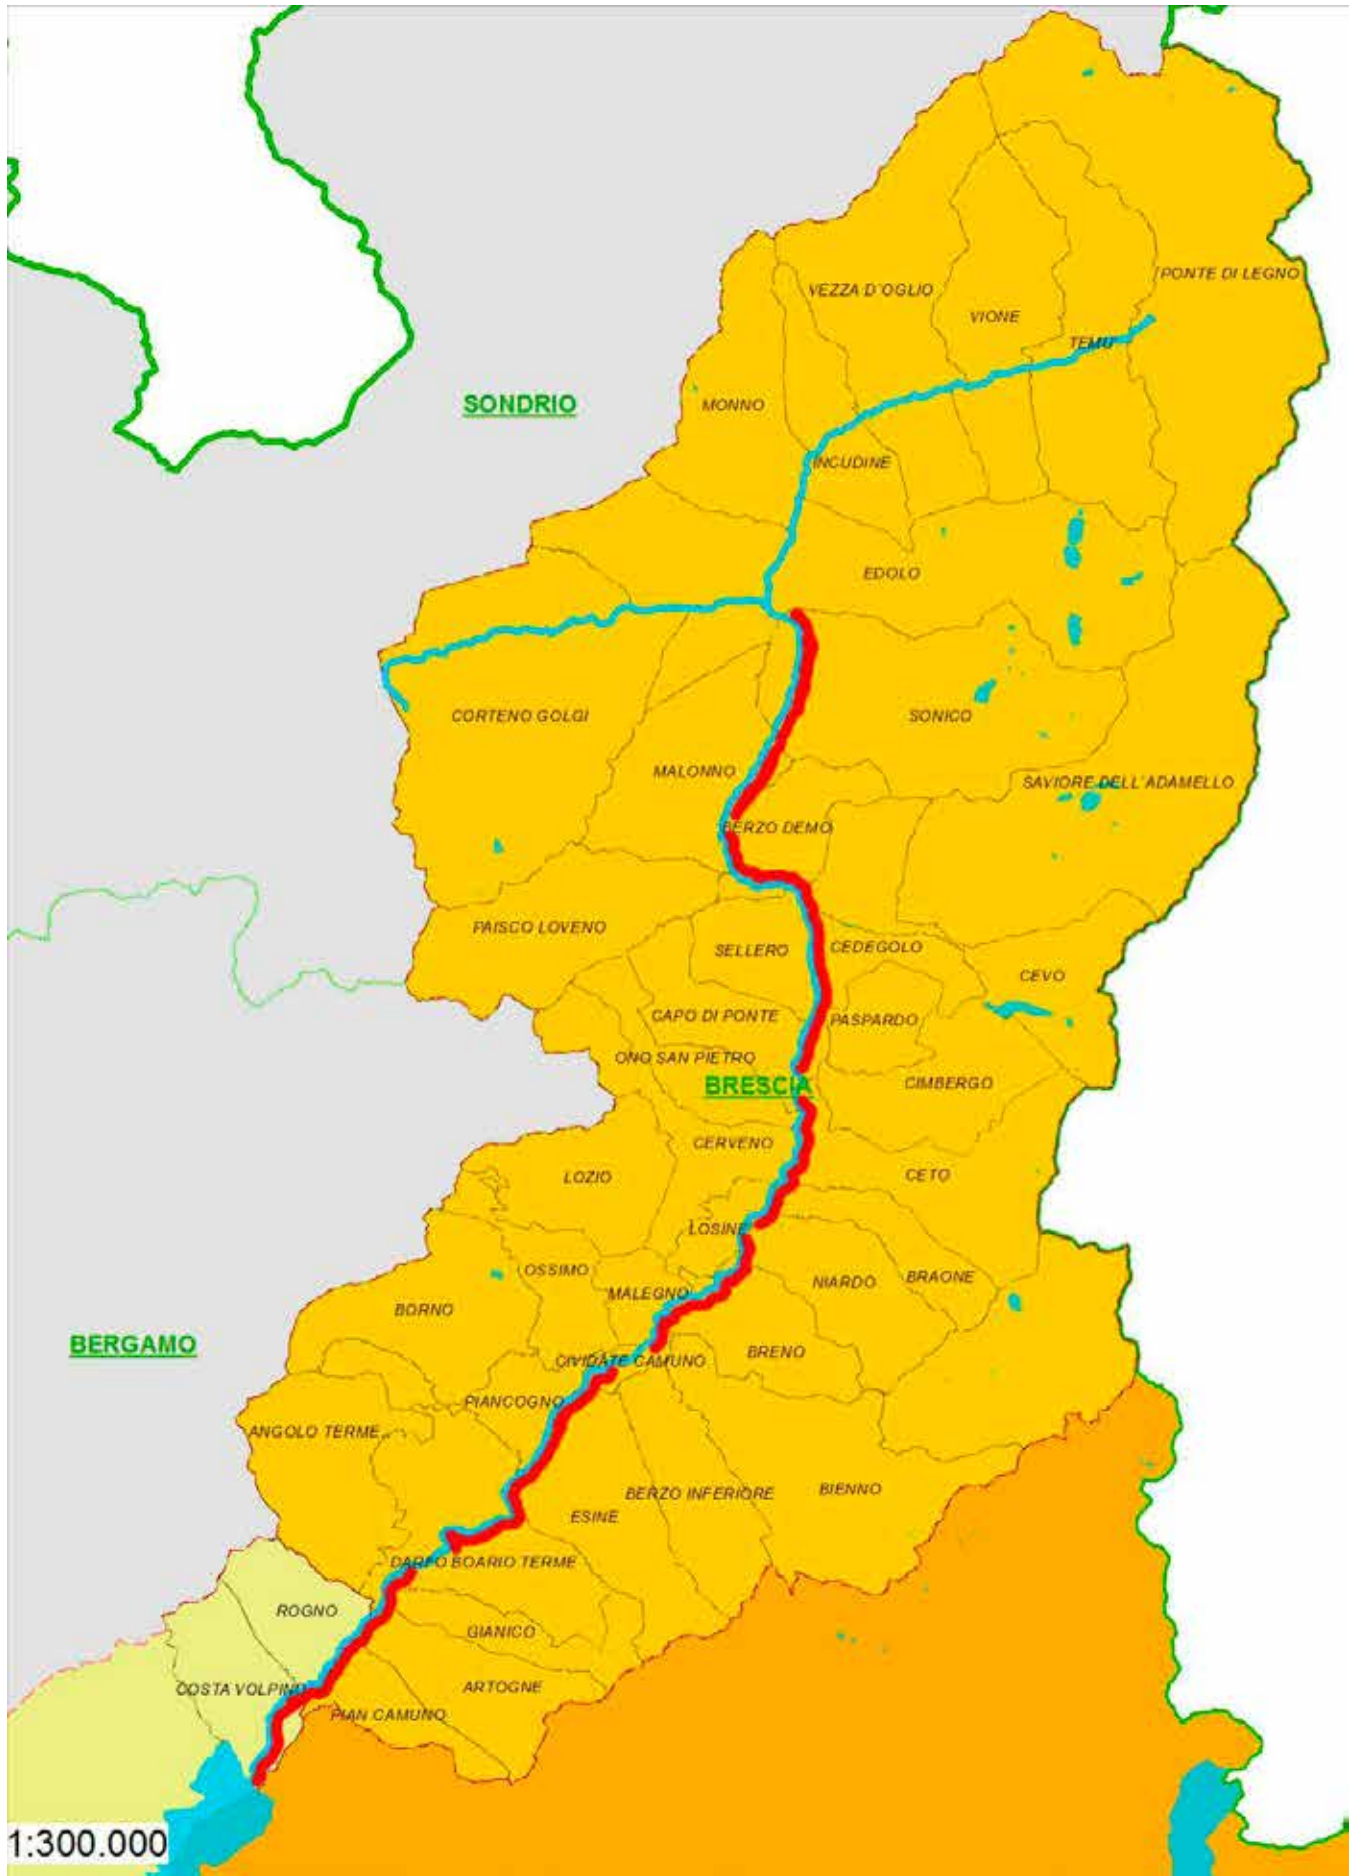 PONTE DI LEGNO
VEZZA D'OGLIO
VIONE
TEMU'
SONDRIO
MONNO
INCUDINE
EDOLO
CORTENO GOLGI
SONICO
MALONNO
SAVIORE DELL'ADAMELLO
BERZO DEMO
PAISCO LOVENO
SELLERO
CEDEGOLO
CEVO
CAPO DI PONTE
PASPARDO
ONO SAN PIETRO
BRESCIA
CIMBERGO
CERVENO
LOZIO
CETO
LOSINE
OSSIMO
NIARDO
BRAONE
MALEGNO
BORNO
BERGAMO
BRENO
CIVIDATE CAMUNO
PIANCOGNO
ANGOLO TERME
BERZO INFERIORE
BIENNO
ESINE
DARFO BOARIO TERME
ROGNO
GIANICO
COSTA VOLPINO
ARTOGNE
PIAN CAMUNO
1:300.000